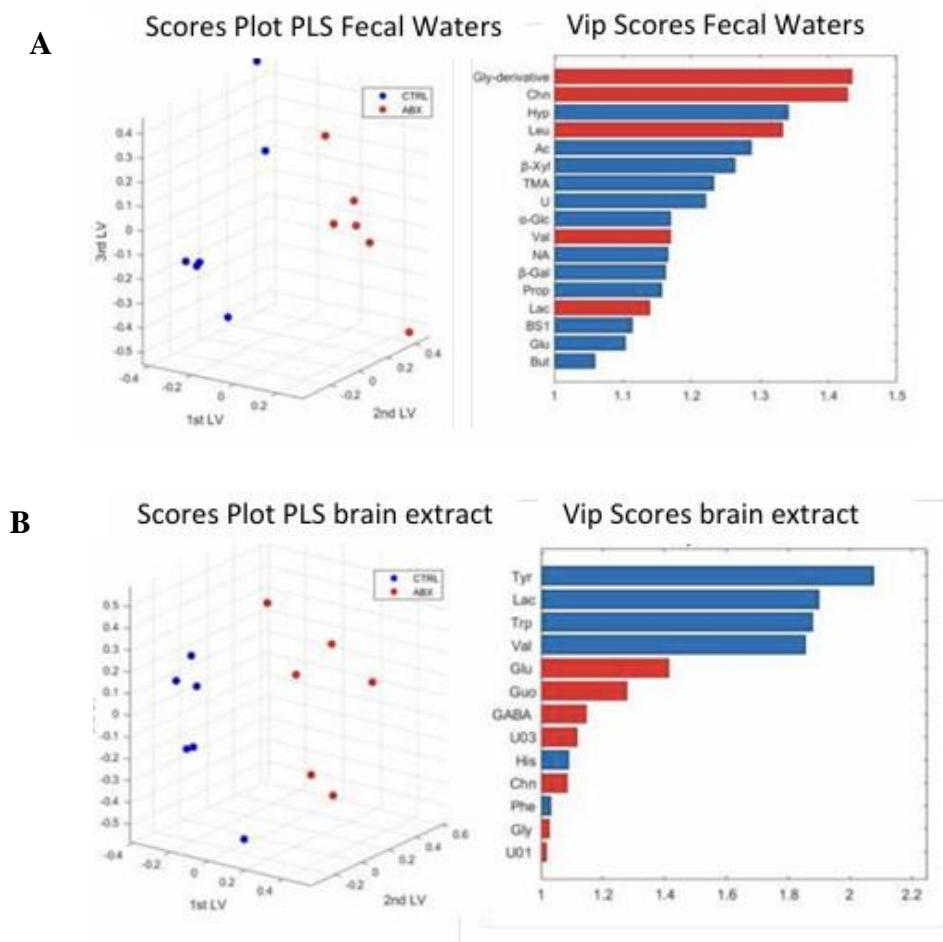 A
Scores Plot PLS Fecal Waters
CTRL
ABX
0.4
0.3
0.2
0.1
0
-0.1
-0.2
-0.3
-0.4
-0.5
3rd LV
-0.4
-0.2
0
0.2
1st LV
-0.2
0
0.2
0.4
2nd LV
Vip Scores Fecal Waters
Gly-derivative
Chn
Hyp
Leu
Ac
β-Xyl
TMA
U
α-Glc
Val
NA
β-Gal
Prop
Lac
BS1
Glu
But
1 1.1 1.2 1.3 1.4 1.5
B
Scores Plot PLS brain extract
CTRL
ABX
0.5
0.4
0.3
0.2
0.1
0
-0.1
-0.2
-0.3
-0.4
-0.5
-0.4
-0.2
0
0.2
0.4
1st LV
-0.2
0
0.2
0.4
0.6
2nd LV
Vip Scores brain extract
Tyr
Lac
Trp
Val
Glu
Guo
GABA
U03
His
Chn
Phe
Gly
U01
1 1.2 1.4 1.6 1.8 2 2.2